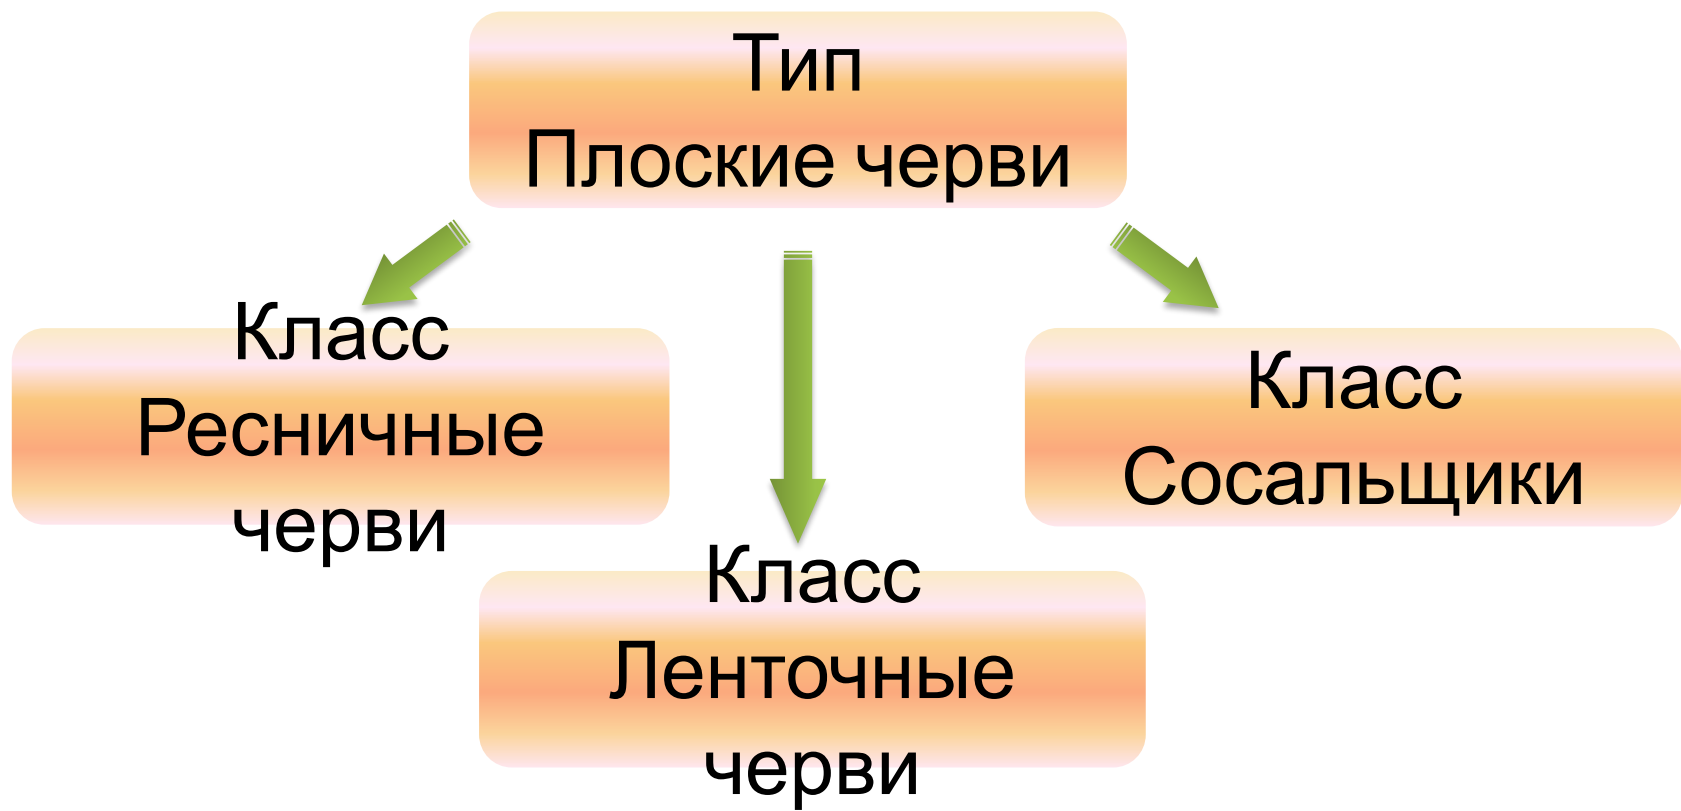 Тип
Плоские черви
Класс
Ресничные
черви
Класс
Сосальщики
Класс
Ленточные
черви